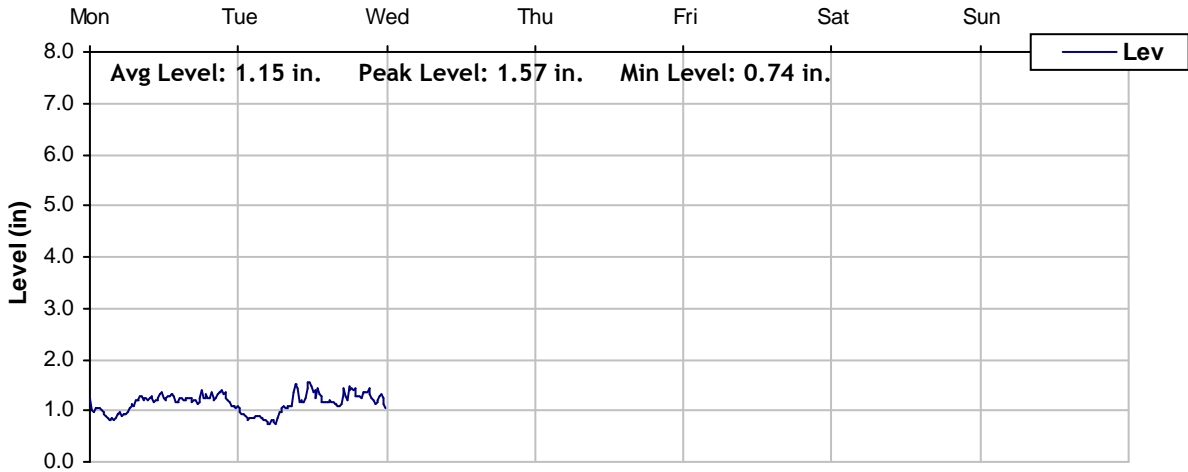 Mon Tue Wed Thu Fri Sat Sun
Lev
Avg Level: 1.15 in. Peak Level: 1.57 in. Min Level: 0.74 in.
8.0
7.0
6.0
5.0
4.0
3.0
2.0
1.0
0.0
Level (in)